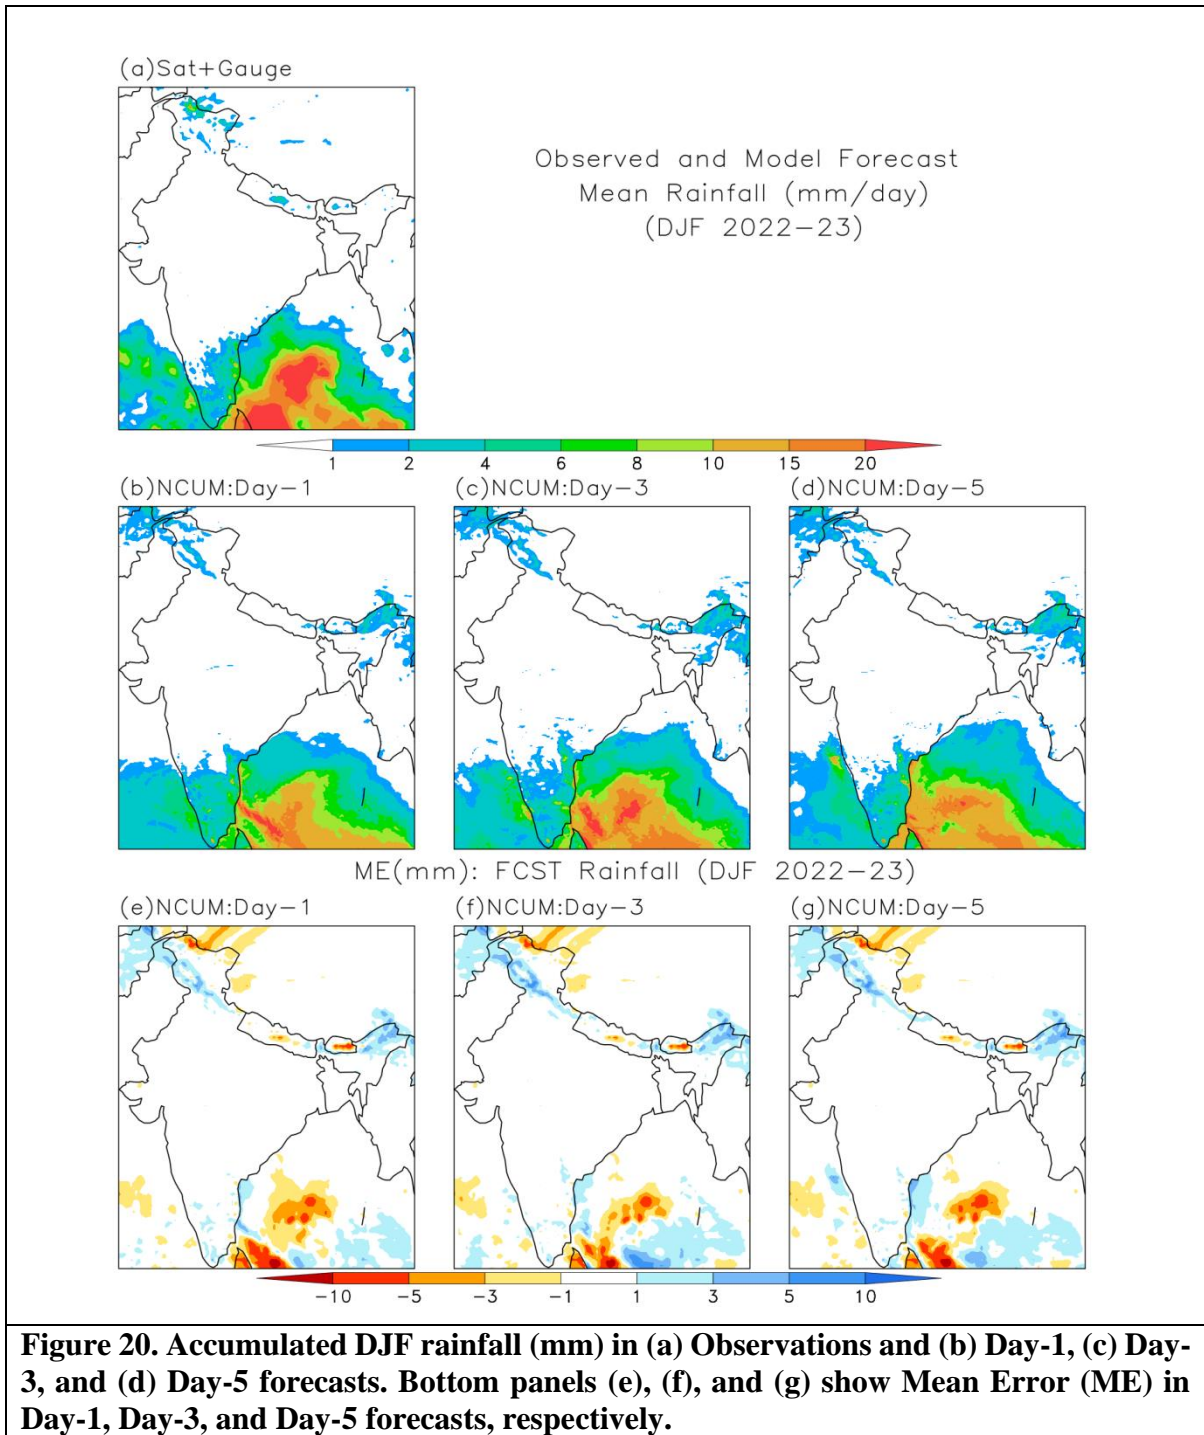 (a)Sat+Gauge
Observed and Model Forecast
Mean Rainfall (mm/day)
(DJF 2022-23)
1 2 4 6 8 10 15 20
(b)NCUM:Day-1 (c)NCUM:Day-3 (d)NCUM:Day-5
ME(mm): FCST Rainfall (DJF 2022-23)
(e)NCUM:Day-1 (f)NCUM:Day-3 (g)NCUM:Day-5
-10 -5 -3 -1 1 3 5 10
Figure 20. Accumulated DJF rainfall (mm) in (a) Observations and (b) Day-1, (c) Day-
3, and (d) Day-5 forecasts. Bottom panels (e), (f), and (g) show Mean Error (ME) in
Day-1, Day-3, and Day-5 forecasts, respectively.